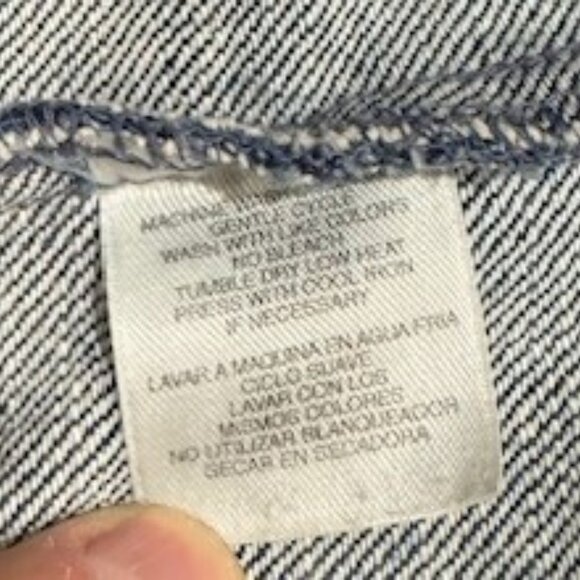 MACHINE WASH
GENTLE CYCLE
WASH WITH LIKE COLORS
NO BLEACH
TUMBLE DRY LOW HEAT
PRESS WITH COOL IRON
IF NECESSARY
LAVAR A MAQUINA EN AGUA FRIA
CICLO SUAVE
LAVAR CON LOS
MISMOS COLORES
NO UTILIZAR BLANQUEADOR
SECAR EN SECADORA